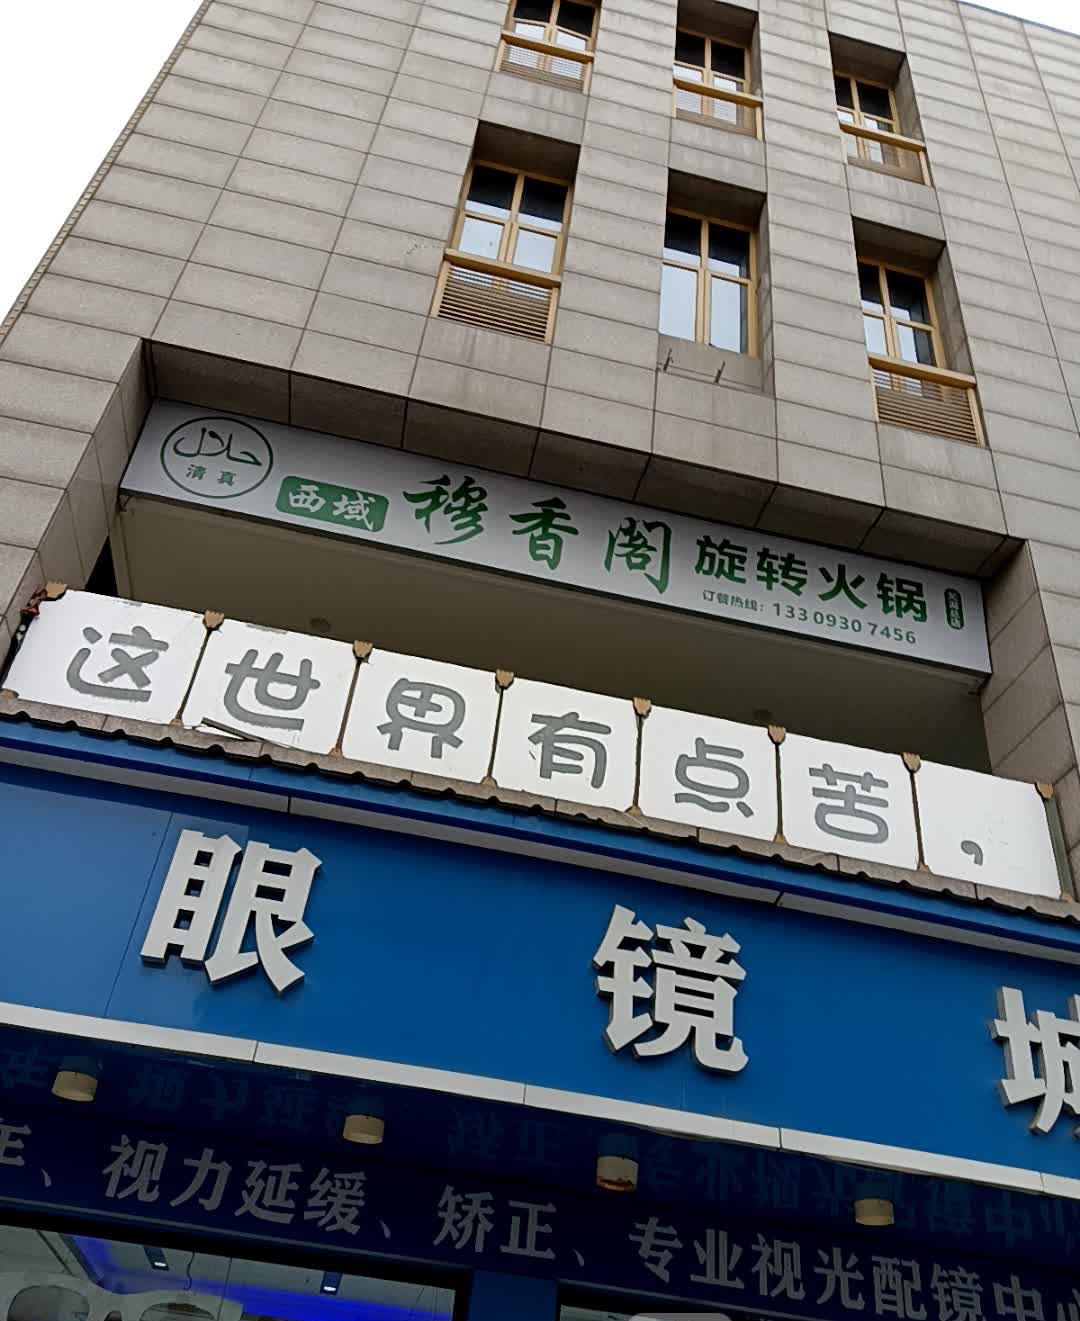 حلال
清真
西域 穆香阁 旋转火锅
订餐热线：133 0930 7456
这世界有点苦，
眼镜城
、视力延缓、矫正、专业视光配镜中心